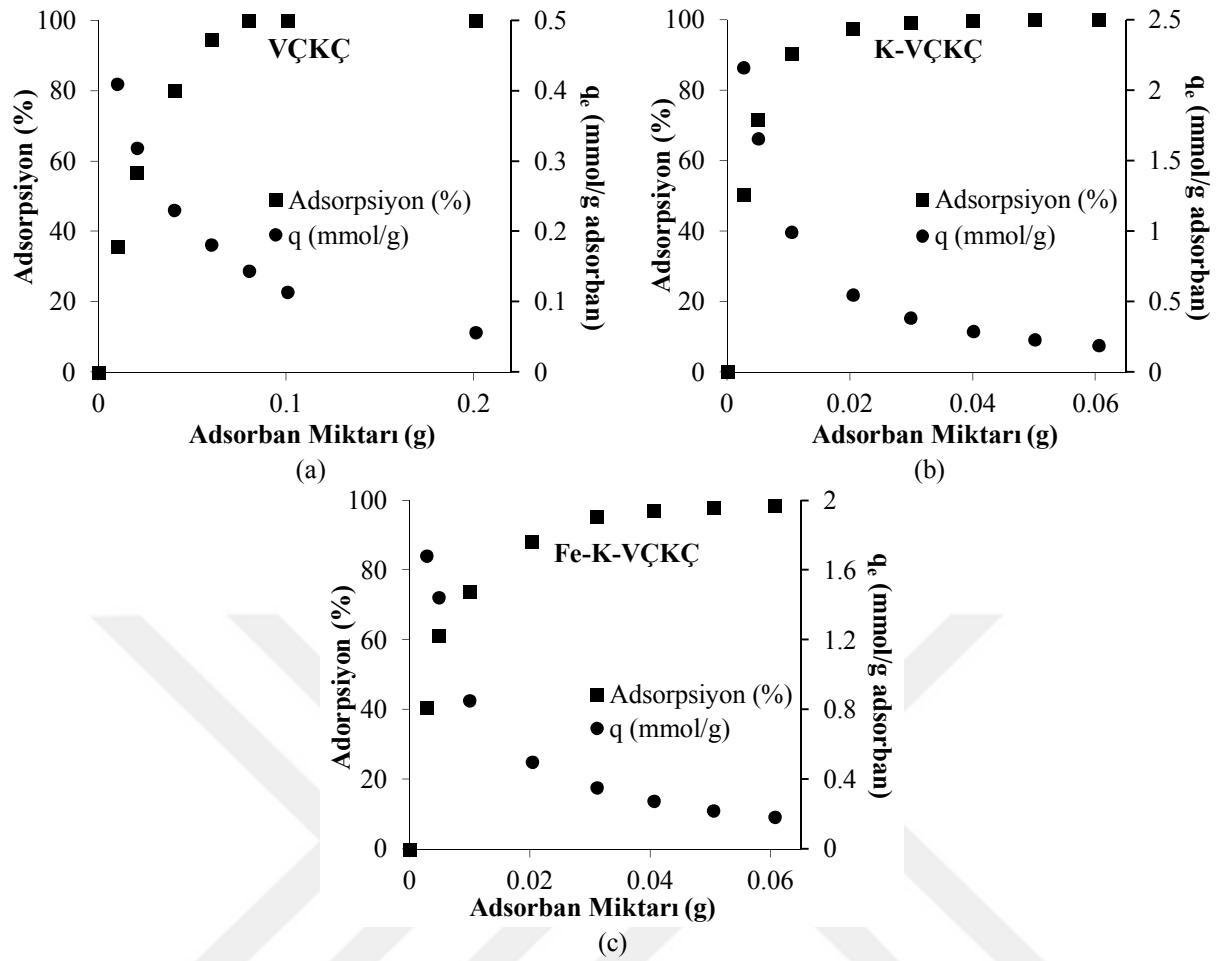 VÇKÇ
Adsorpsiyon (%)
100
80
60
40
20
0
0.5
0.4
0.3
0.2
0.1
0
qₑ (mmol/g adsorban)
Adsorpsiyon (%)
q (mmol/g)
0
0.1
0.2
Adsorban Miktarı (g)
(a)
K-VÇKÇ
Adsorpsiyon (%)
100
80
60
40
20
0
2.5
2
1.5
1
0.5
0
qₑ (mmol/g adsorban)
Adsorpsiyon (%)
q (mmol/g)
0
0.02
0.04
0.06
Adsorban Miktarı (g)
(b)
Fe-K-VÇKÇ
Adorpsiyon (%)
100
80
60
40
20
0
2
1.6
1.2
0.8
0.4
0
qₑ (mmol/g adsorban)
Adsorpsiyon (%)
q (mmol/g)
0
0.02
0.04
0.06
Adsorban Miktarı (g)
(c)